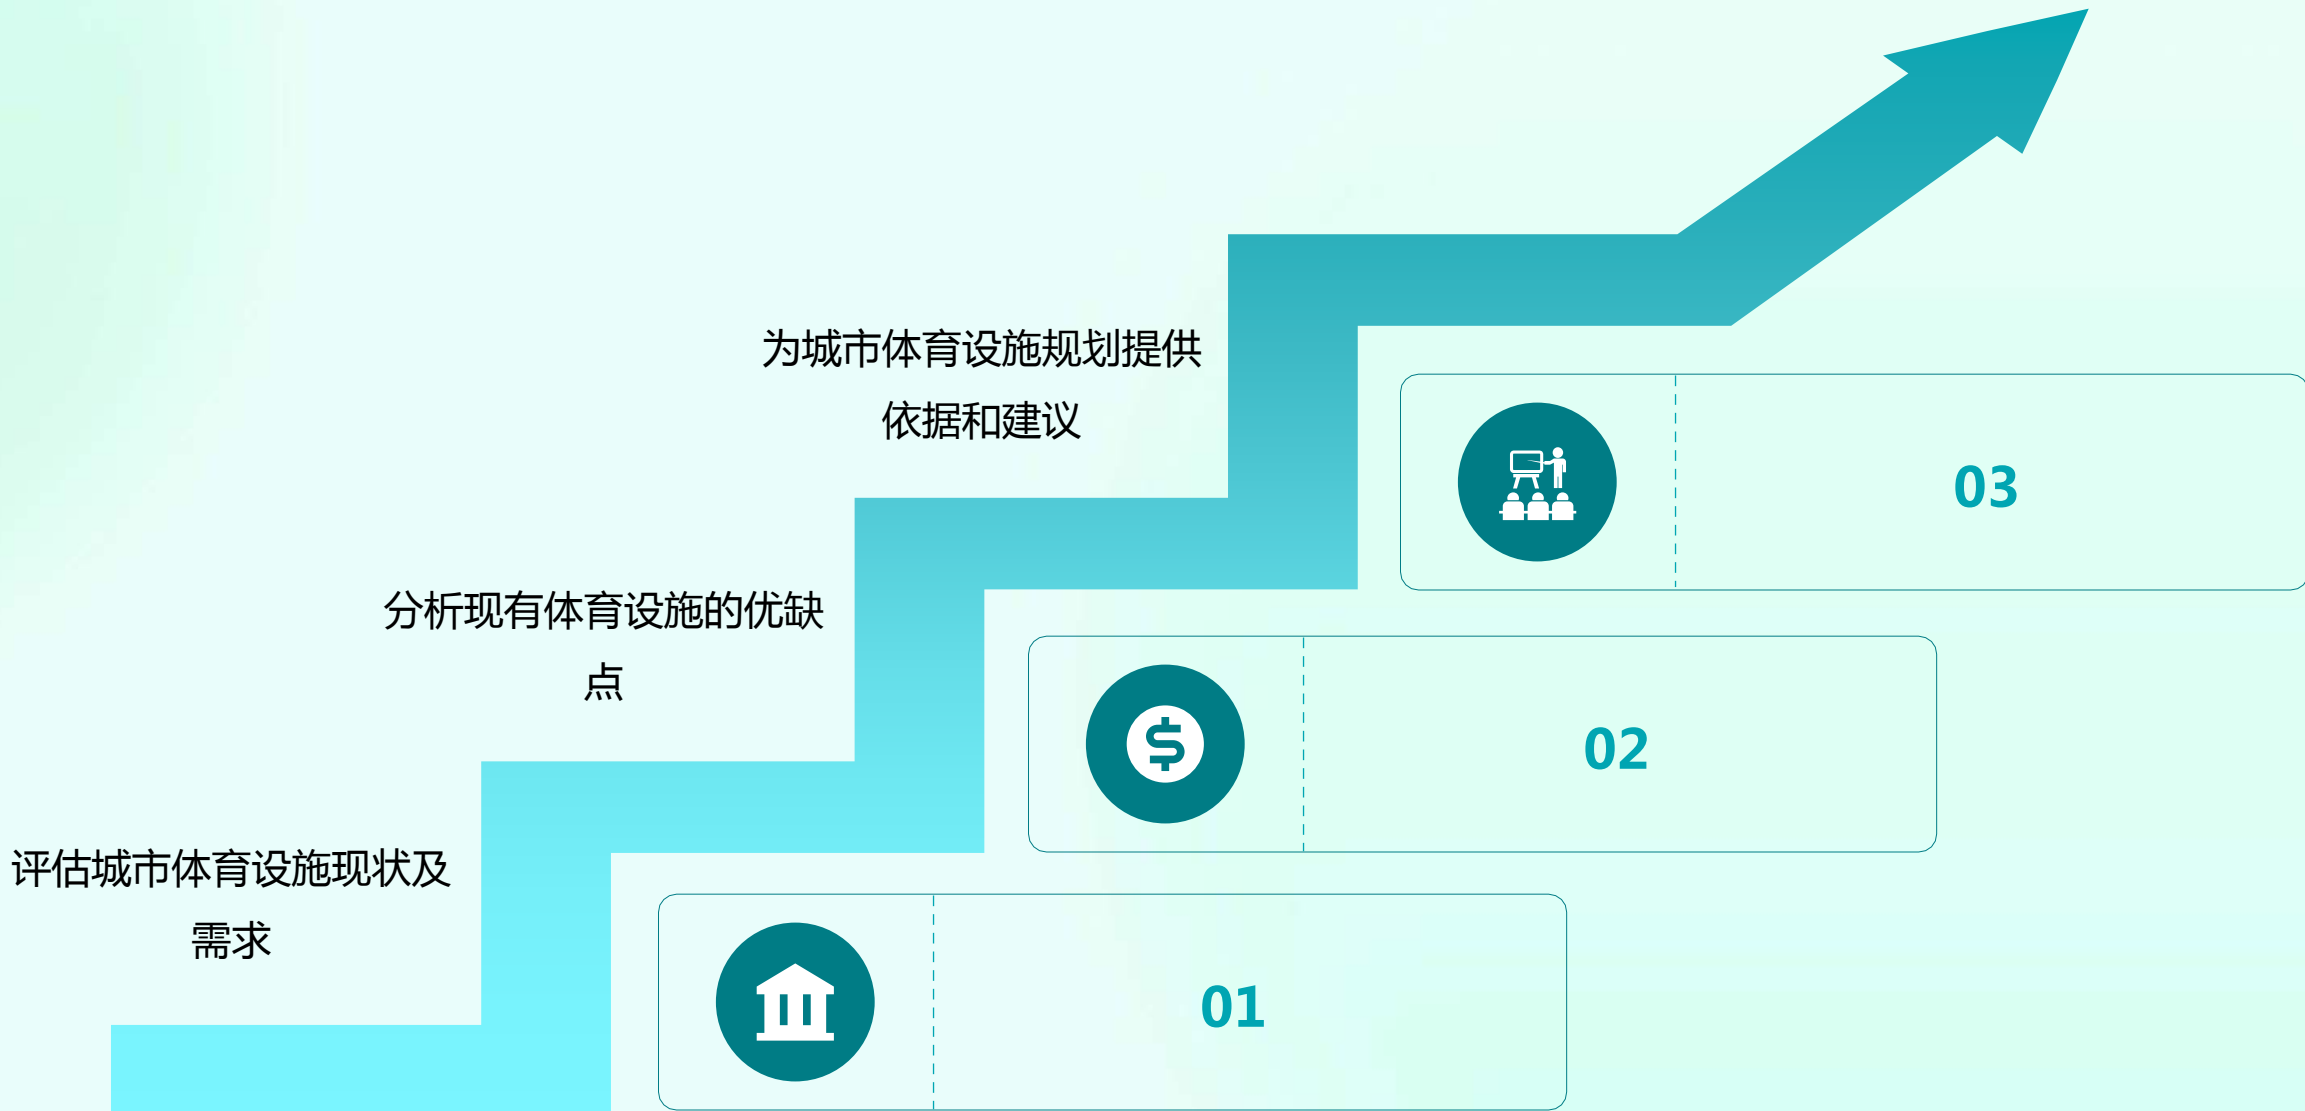 为城市体育设施规划提供
依据和建议
03
分析现有体育设施的优缺
点
02
评估城市体育设施现状及
需求
01